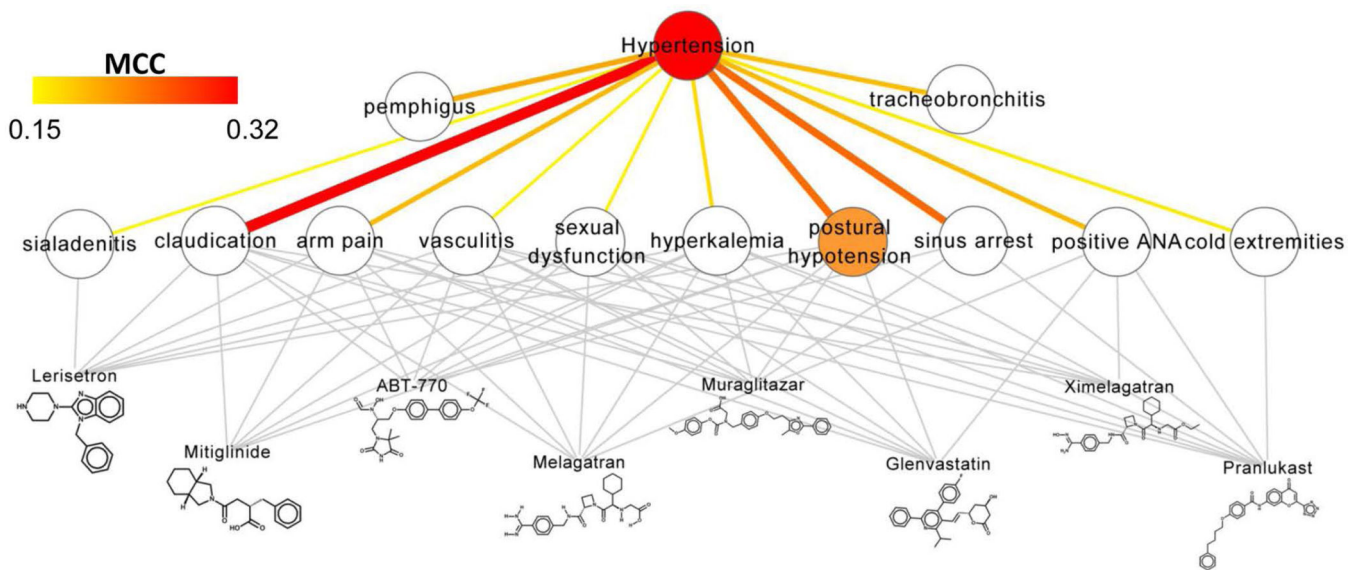 Hypertension
MCC
0.15 0.32
pemphigus
tracheobronchitis
sialadenitis
claudication
arm pain
vasculitis
sexual
dysfunction
hyperkalemia
postural
hypotension
sinus arrest
positive ANA
cold extremities
Lerisetron
ABT-770
Muraglitazar
Ximelagatran
Mitiglinide
Melagatran
Glenvastatin
Pranlukast